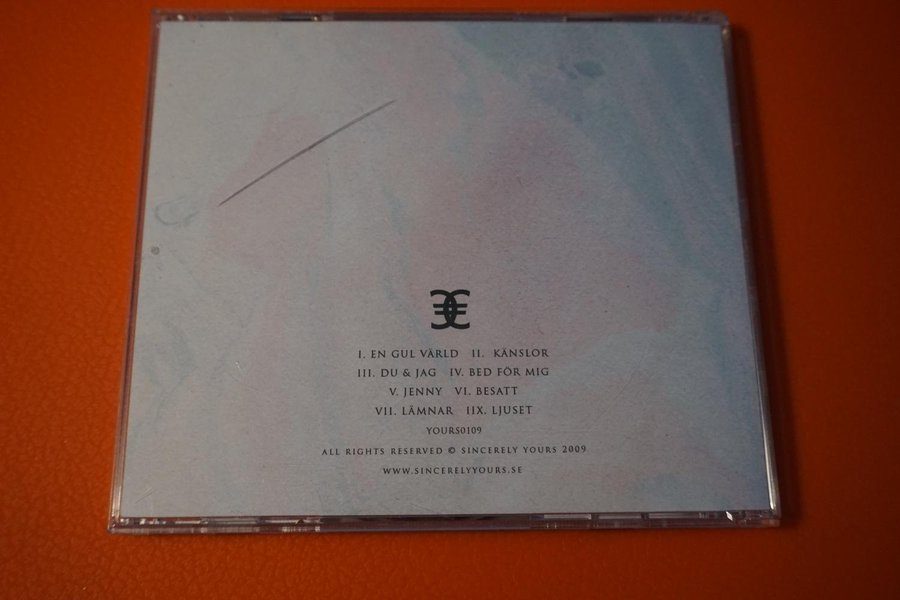 I. EN GUL VÄRLD II. KÄNSLOR
III. DU & JAG IV. BED FÖR MIG
V. JENNY VI. BESATT
VII. LÄMNAR IIX. LJUSET
YOURS0109
ALL RIGHTS RESERVED © SINCERELY YOURS 2009
WWW.SINCERELYYOURS.SE